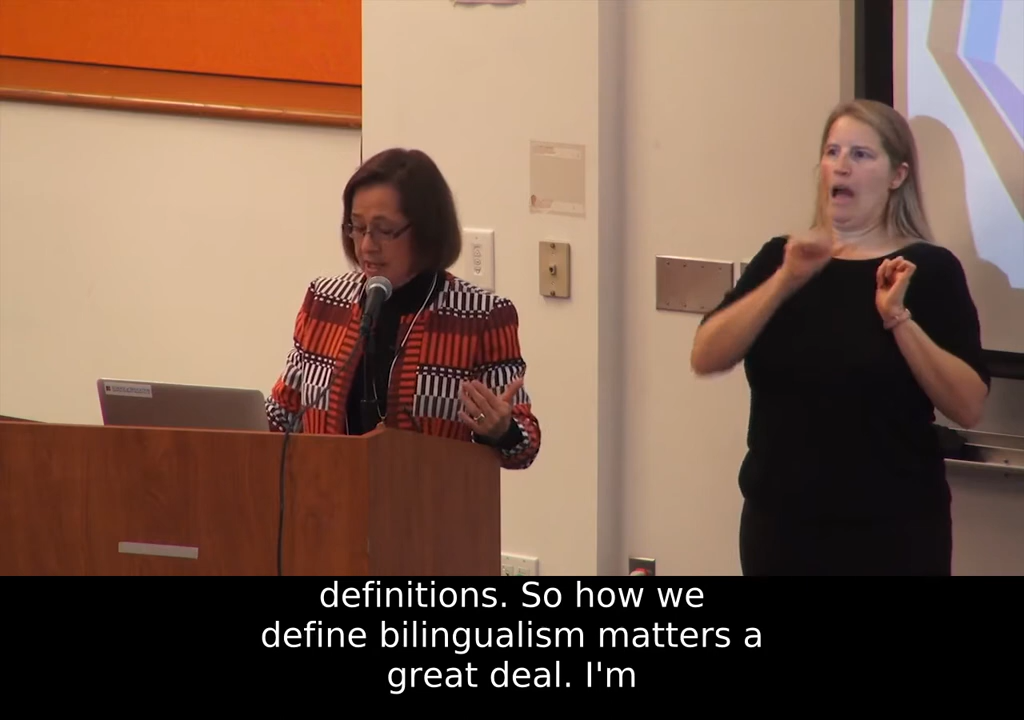 definitions. So how we
define bilingualism matters a
great deal. I'm